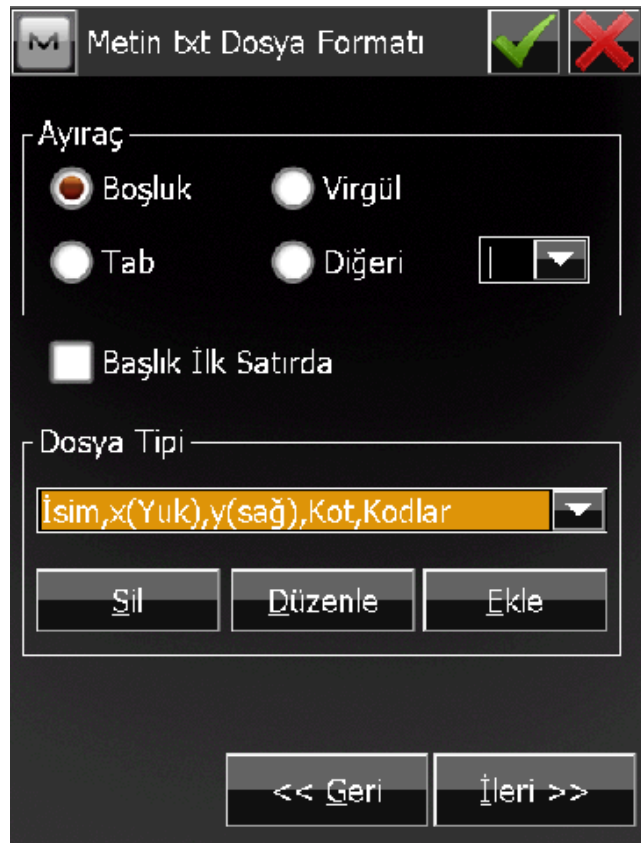 Metin txt Dosya Formatı
Ayıraç
Boşluk Virgül
Tab Diğeri |
Başlık İlk Satırda
Dosya Tipi
İsim,x(Yuk),y(sağ),Kot,Kodlar
Sil Düzenle Ekle
<< Geri İleri >>